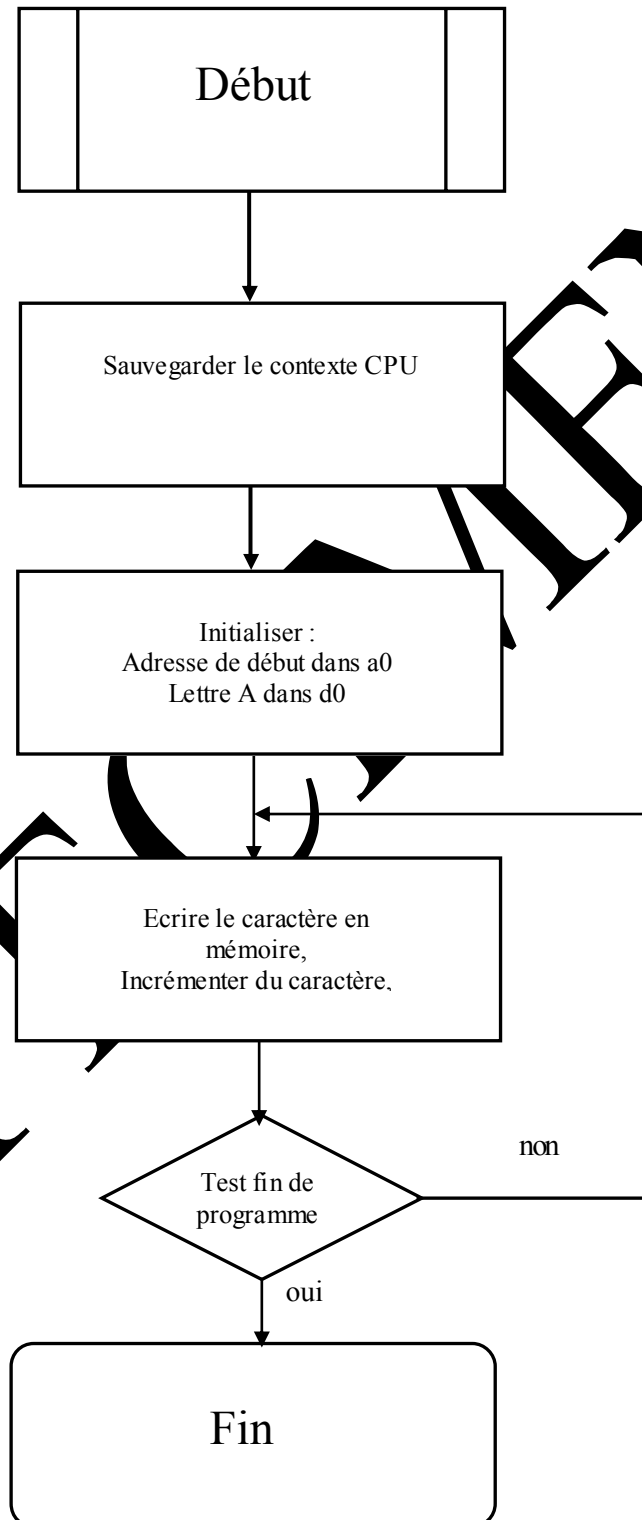 Début
Sauvegarder le contexte CPU
Initialiser :
Adresse de début dans a0
Lettre A dans d0
Ecrire le caractère en
mémoire,
Incrémenter du caractère,
Test fin de
programme
non
oui
Fin